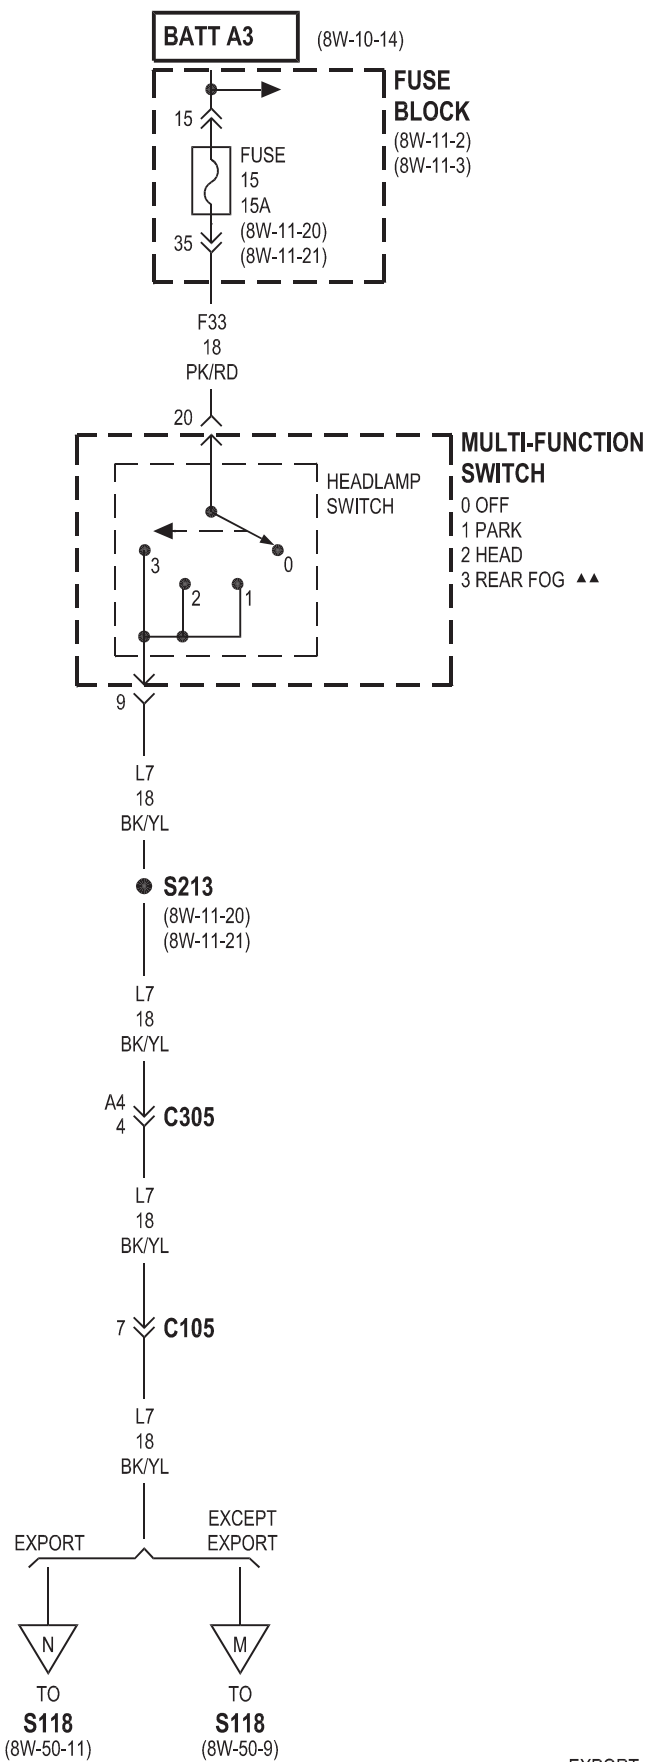 BATT A3
(8W-10-14)
FUSE
BLOCK
(8W-11-2)
(8W-11-3)
15
FUSE
15
15A
(8W-11-20)
(8W-11-21)
35
F33
18
PK/RD
20
MULTI-FUNCTION
SWITCH
0 OFF
1 PARK
2 HEAD
3 REAR FOG ▲▲
HEADLAMP
SWITCH
3
0
2
1
9
L7
18
BK/YL
S213
(8W-11-20)
(8W-11-21)
L7
18
BK/YL
A4
4
C305
L7
18
BK/YL
7
C105
L7
18
BK/YL
EXPORT
EXCEPT
EXPORT
N
M
TO
S118
(8W-50-11)
TO
S118
(8W-50-9)
EXPORT